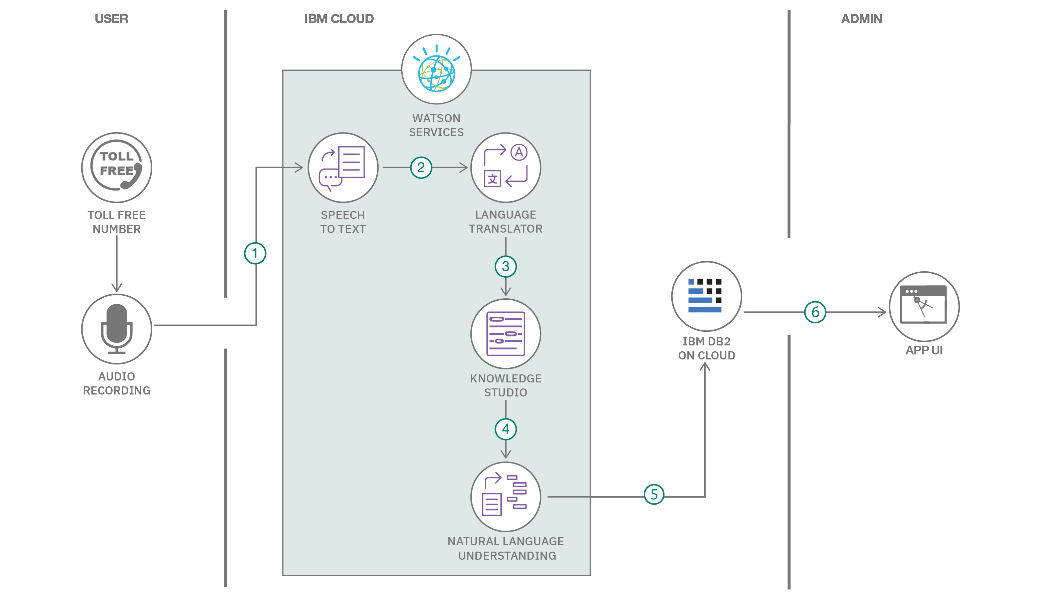 USER
IBM CLOUD
ADMIN
WATSON
SERVICES
TOLL
FREE
TOLL FREE
NUMBER
1
AUDIO
RECORDING
SPEECH
TO TEXT
2
A
文
LANGUAGE
TRANSLATOR
3
KNOWLEDGE
STUDIO
4
NATURAL LANGUAGE
UNDERSTANDING
5
IBM DB2
ON CLOUD
6
APP UI